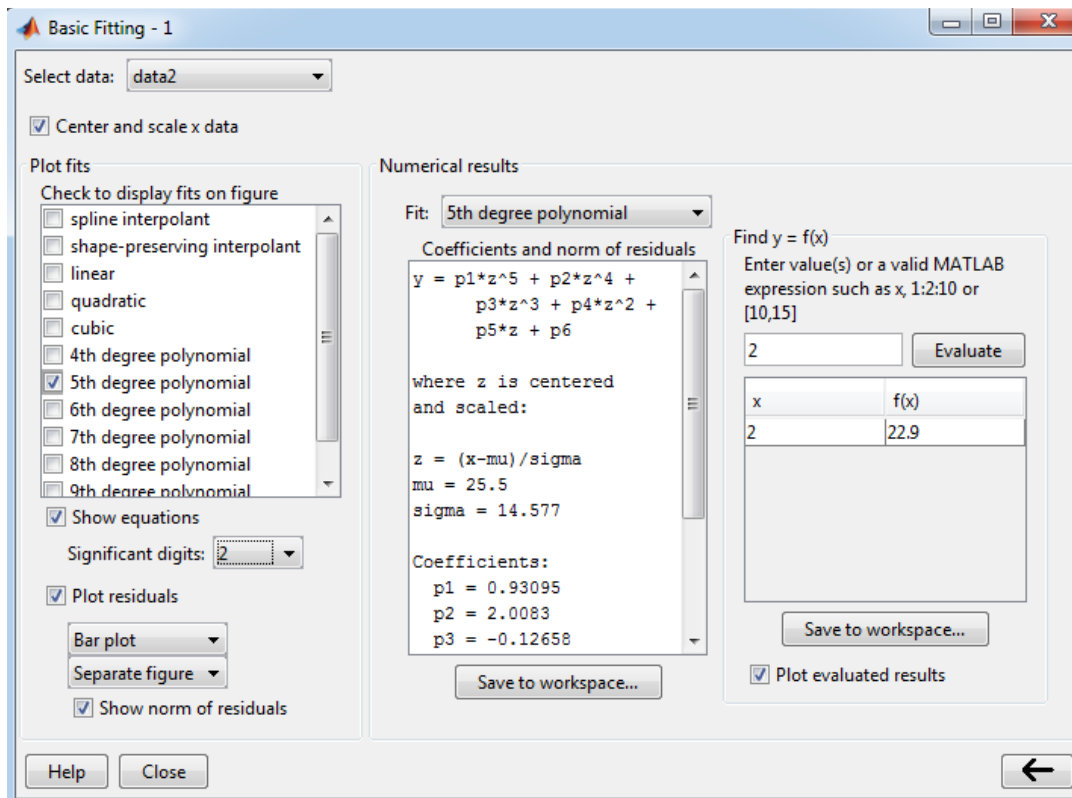 Basic Fitting - 1
Select data: data2
Center and scale x data
Plot fits
Check to display fits on figure
spline interpolant
shape-preserving interpolant
linear
quadratic
cubic
4th degree polynomial
5th degree polynomial
6th degree polynomial
7th degree polynomial
8th degree polynomial
9th degree polynomial
Show equations
Significant digits: 2
Plot residuals
Bar plot
Separate figure
Show norm of residuals
Numerical results
Fit: 5th degree polynomial
Coefficients and norm of residuals
y = p1*z^5 + p2*z^4 +
p3*z^3 + p4*z^2 +
p5*z + p6
where z is centered
and scaled:
z = (x-mu)/sigma
mu = 25.5
sigma = 14.577
Coefficients:
p1 = 0.93095
p2 = 2.0083
p3 = -0.12658
Save to workspace...
Find y = f(x)
Enter value(s) or a valid MATLAB
expression such as x, 1:2:10 or
[10,15]
2 Evaluate
x f(x)
2 22.9
Save to workspace...
Plot evaluated results
Help Close